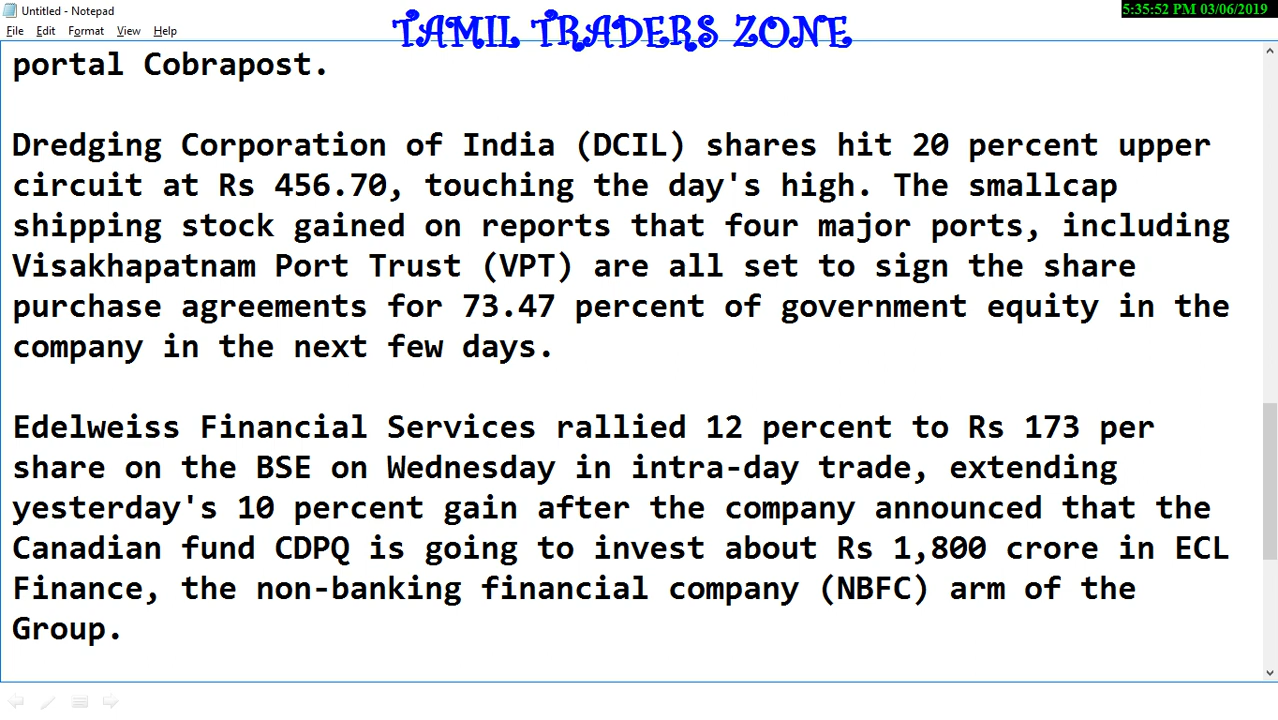 Untitled - Notepad
TAMIL TRADERS ZONE
5:35:52 PM 03/06/2019
File Edit Format View Help
portal Cobrapost.
Dredging Corporation of India (DCIL) shares hit 20 percent upper
circuit at Rs 456.70, touching the day's high. The smallcap
shipping stock gained on reports that four major ports, including
Visakhapatnam Port Trust (VPT) are all set to sign the share
purchase agreements for 73.47 percent of government equity in the
company in the next few days.
Edelweiss Financial Services rallied 12 percent to Rs 173 per
share on the BSE on Wednesday in intra-day trade, extending
yesterday's 10 percent gain after the company announced that the
Canadian fund CDPQ is going to invest about Rs 1,800 crore in ECL
Finance, the non-banking financial company (NBFC) arm of the
Group.